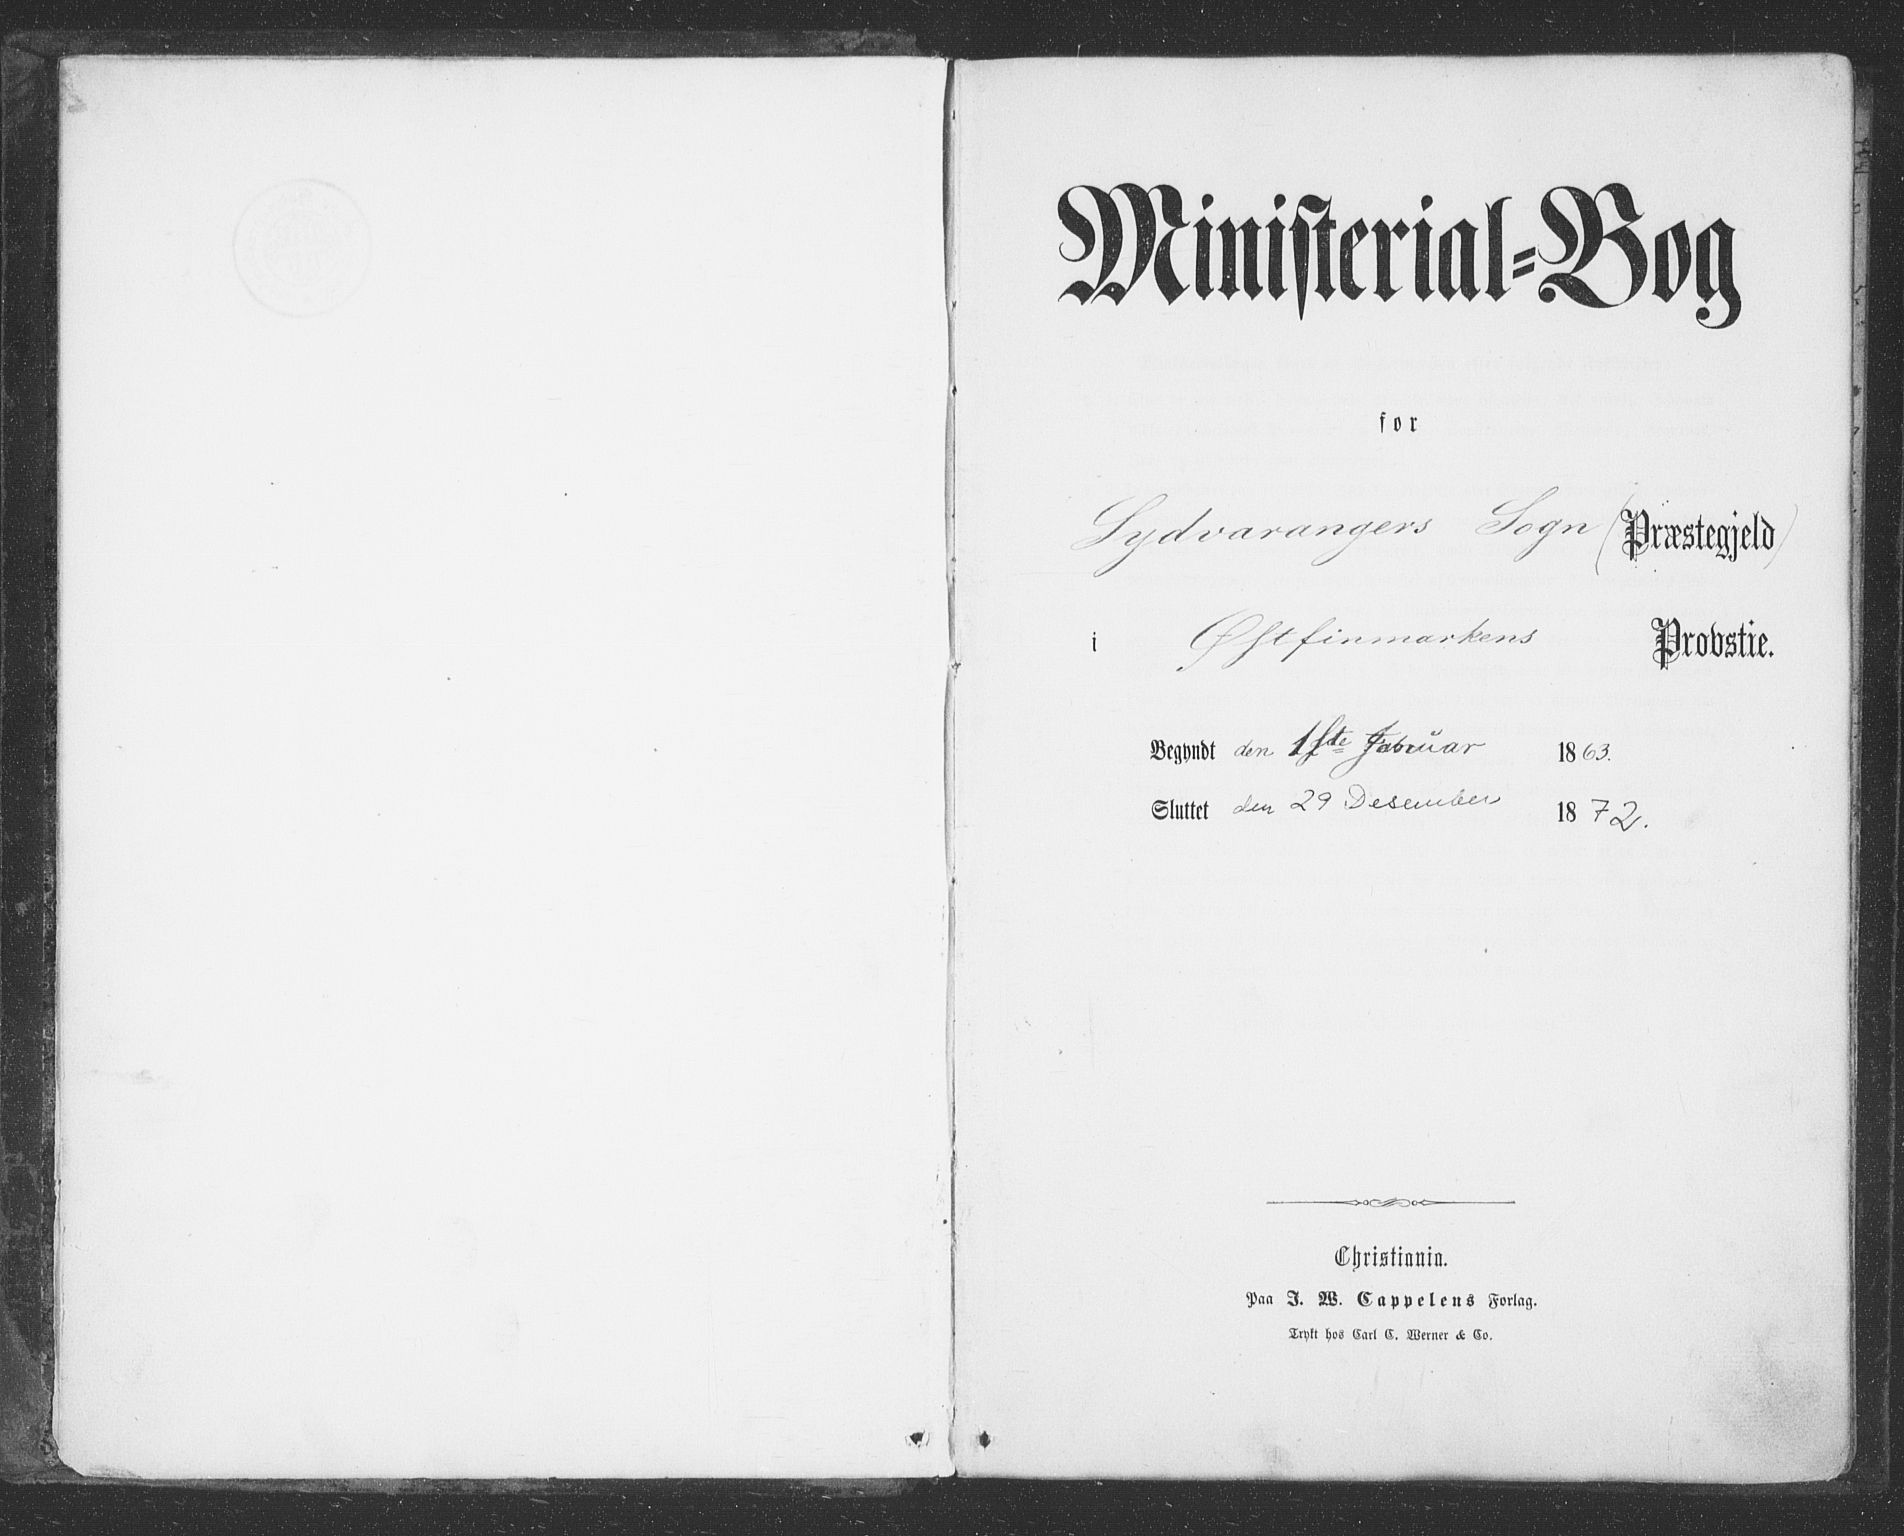 Ministerial-Bog
for
Sydvarangers Sogn (Præstegjeld)
i Østfinmarkens Provstie.
Begyndt den 1ste Februar 1863.
Sluttet den 29 Desember 1872.
Christiania.
Paa J. W. Cappelens Forlag.
Trykt hos Carl C. Werner & Co.